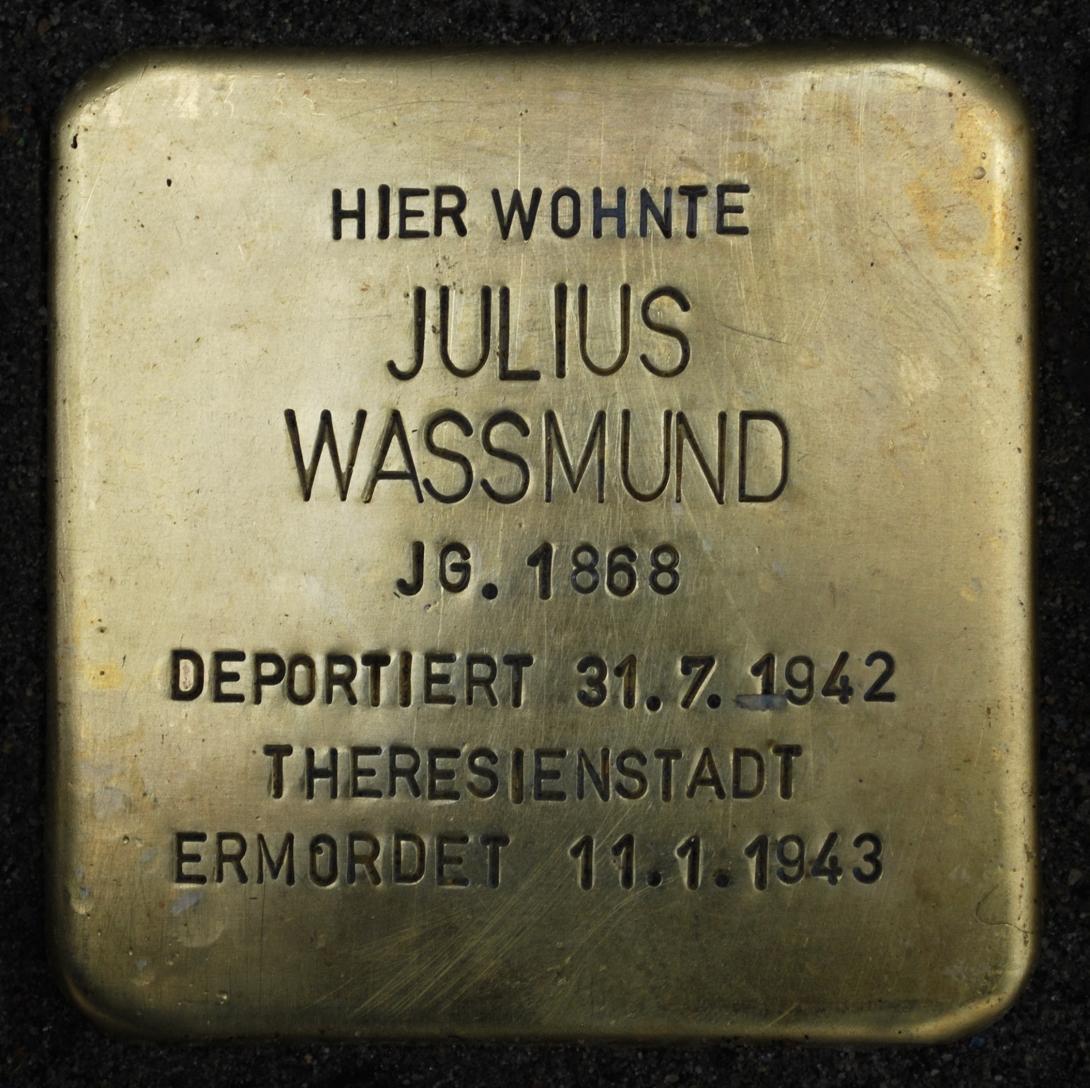 HIER WOHNTE
JULIUS
WASSMUND
JG. 1868
DEPORTIERT 31.7.1942
THERESIENSTADT
ERMORDET 11.1.1943